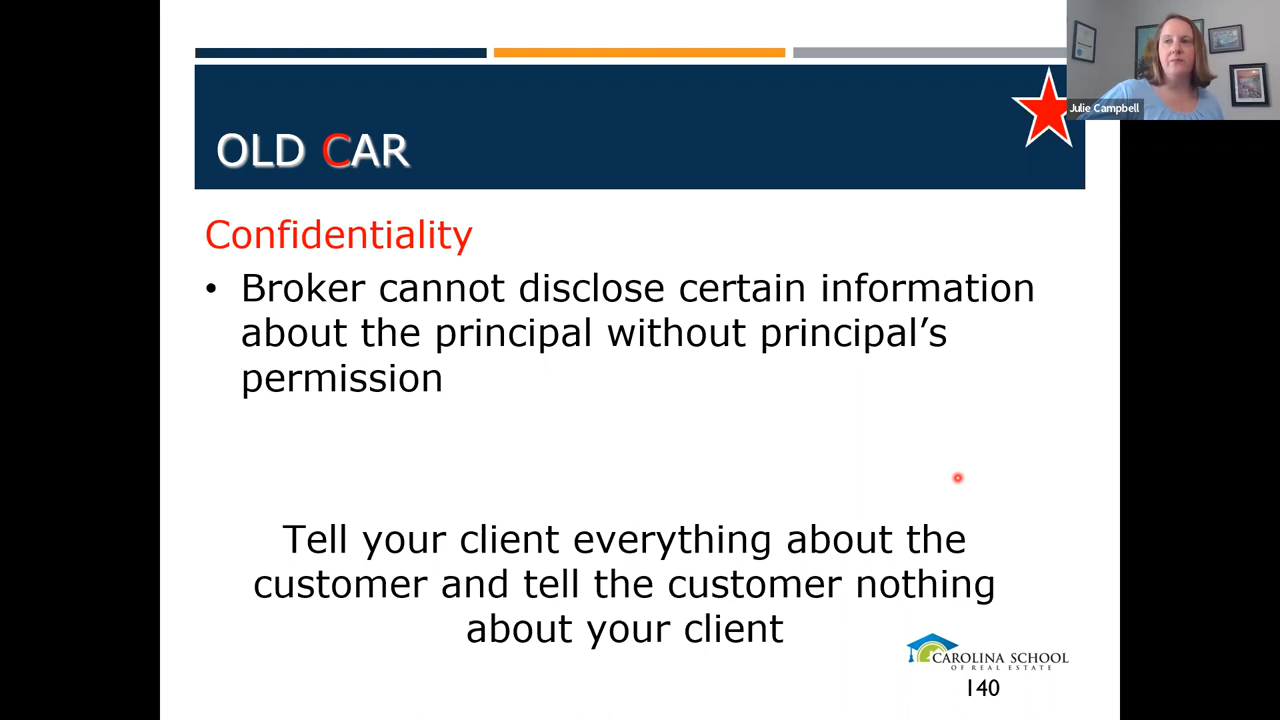 Julie Campbell
OLD CAR
Confidentiality
• Broker cannot disclose certain information
about the principal without principal’s
permission
Tell your client everything about the
customer and tell the customer nothing
about your client
CAROLINA SCHOOL
OF REAL ESTATE
140